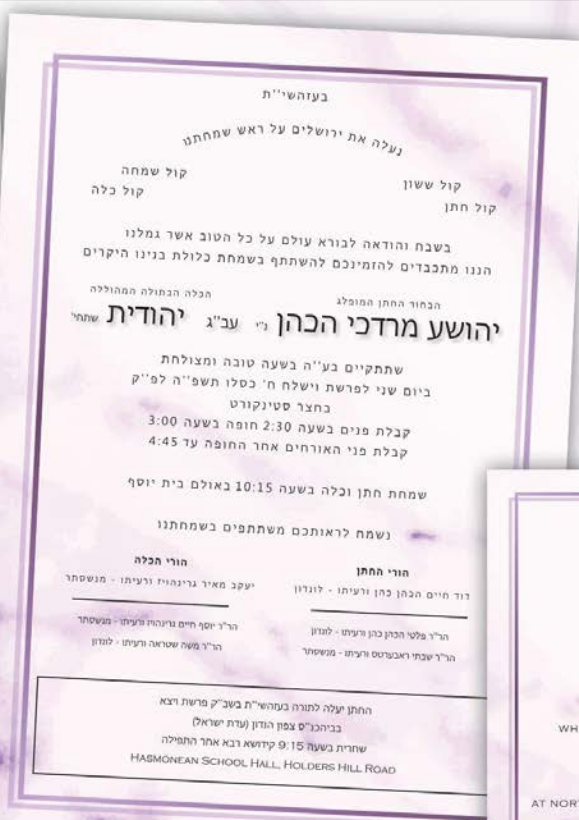 בעזהשי''ת
נעלה את ירושלים על ראש שמחתנו
קול ששון קול שמחה
קול חתן קול כלה
בשבח והודאה לבורא עולם על כל הטוב אשר גמלנו
הננו מתכבדים להזמינכם להשתתף בשמחת כלולת בנינו היקרים
הבחור החתן המופלג הכלה הבתולה המהוללה
יהושע מרדכי הכהן נ''י עב''ג יהודית שתחי'
שתתקיים בע''ה בשעה טובה ומצולחת
ביום שני לפרשת וישלח ח' כסלו תשפ''ה לפ''ק
בחצר סטינקורט
קבלת פנים בשעה 2:30 חופה בשעה 3:00
קבלת פני האורחים אחר החופה עד 4:45
שמחת חתן וכלה בשעה 10:15 באולם בית יוסף
נשמח לראותכם משתתפים בשמחתנו
הורי החתן
דוד חיים הכהן כהן ורעיתו - לונדון
הר''ר פלטי הכהן כהן ורעיתו - לונדון
הר''ר שבתי ראבערטס ורעיתו - מנשסתר
הורי הכלה
יעקב מאיר גרינהויז ורעיתו - מנשסתר
הר''ר יוסף חיים גרינהויז ורעיתו - מנשסתר
הר''ר משה שטראה ורעיתו - לונדון
החתן יעלה לתורה בעזהשי''ת בשב''ק פרשת ויצא
בביהכנ''ס צפון הנדון (עדת ישראל)
שחרית בשעה 9:15 קידושא רבא אחר התפילה
HASMONEAN SCHOOL HALL, HOLDERS HILL ROAD
WH
AT NOR